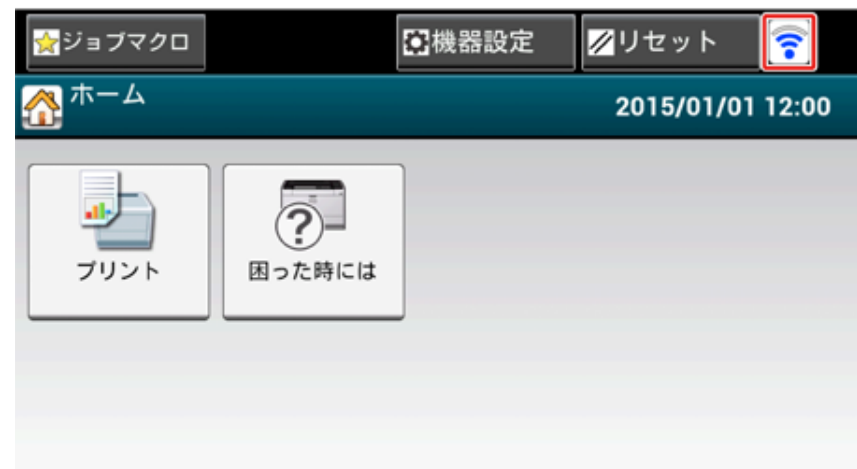 ジョブマクロ 機器設定 リセット
ホーム 2015/01/01 12:00
プリント 困った時には